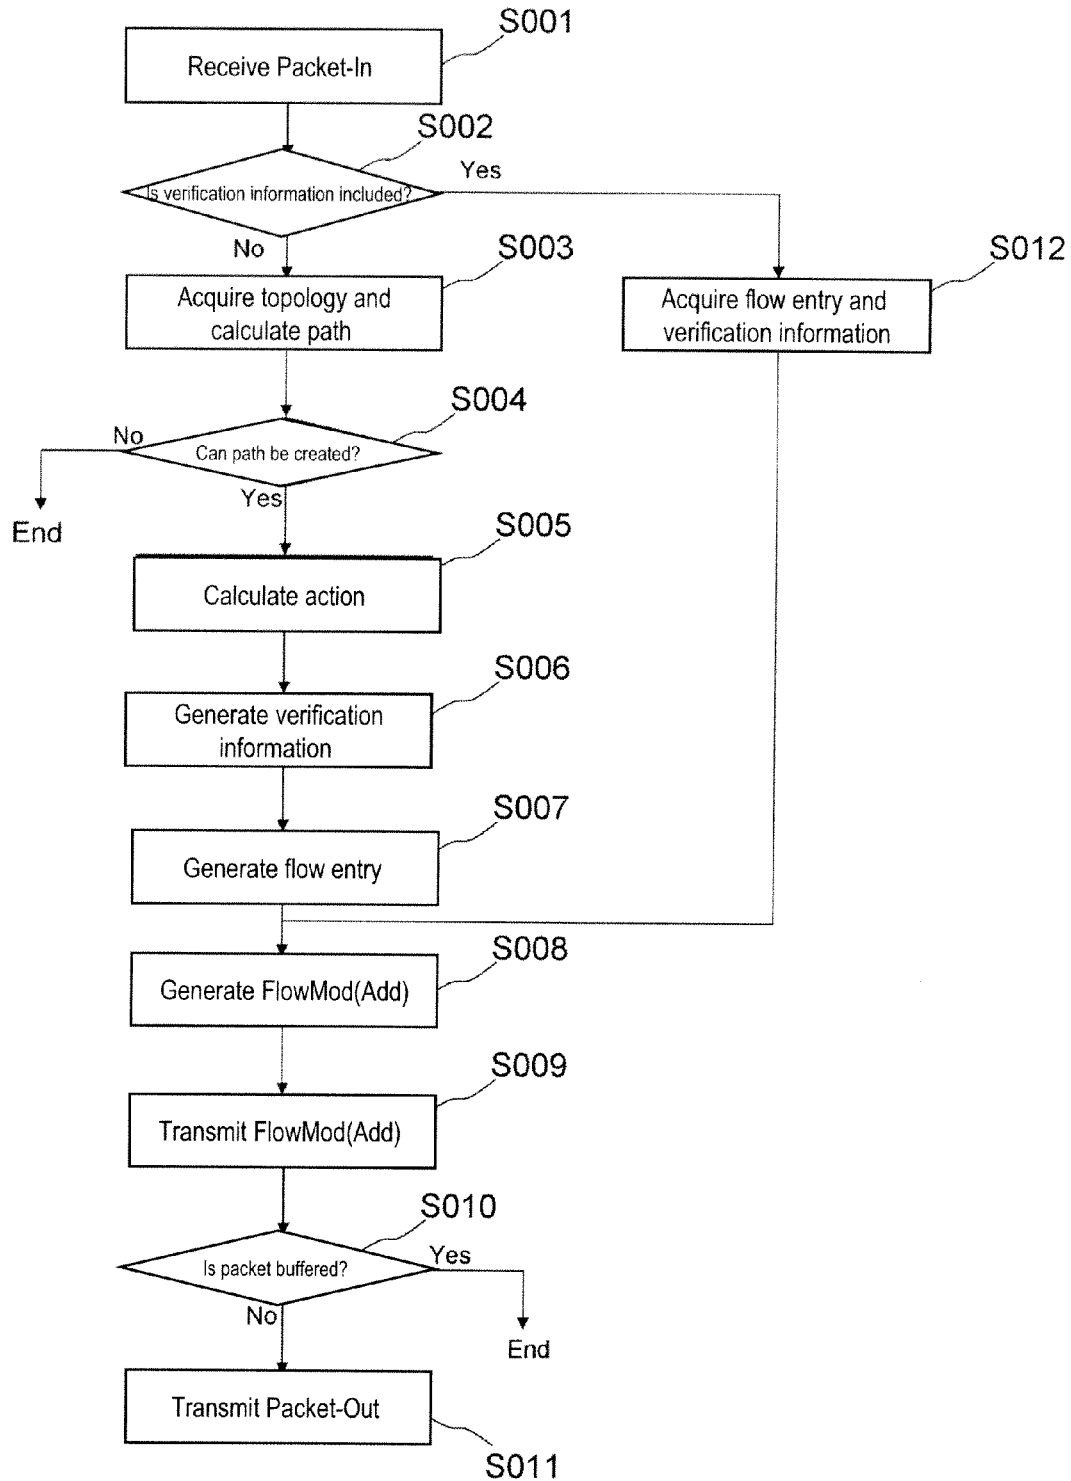 S001
Receive Packet-In
S002
Yes
Is verification information included?
No
S003
S012
Acquire topology and
calculate path
Acquire flow entry and
verification information
S004
No
Can path be created?
Yes
End
S005
Calculate action
S006
Generate verification
information
S007
Generate flow entry
S008
Generate FlowMod(Add)
S009
Transmit FlowMod(Add)
S010
Yes
Is packet buffered?
No
End
Transmit Packet-Out
S011